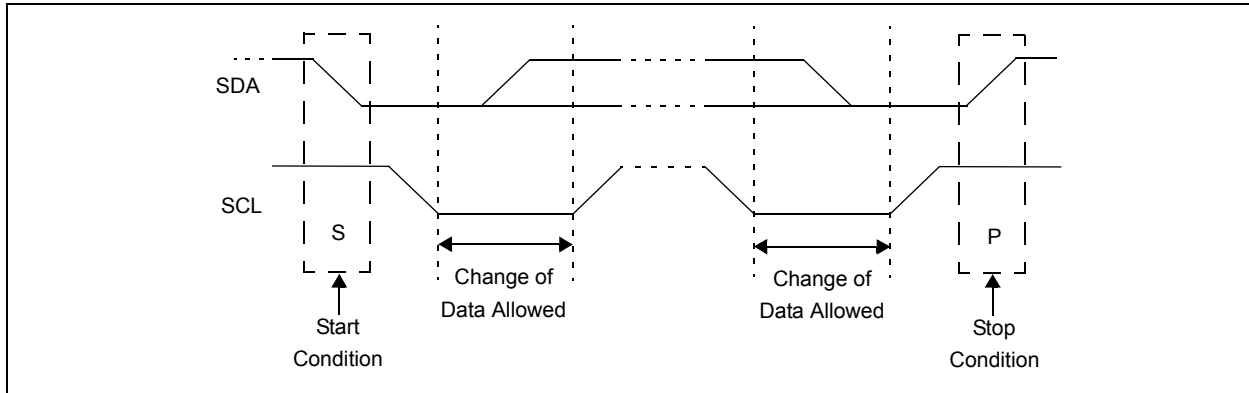 SDA
SCL
S
P
Change of
Data Allowed
Change of
Data Allowed
Start
Condition
Stop
Condition